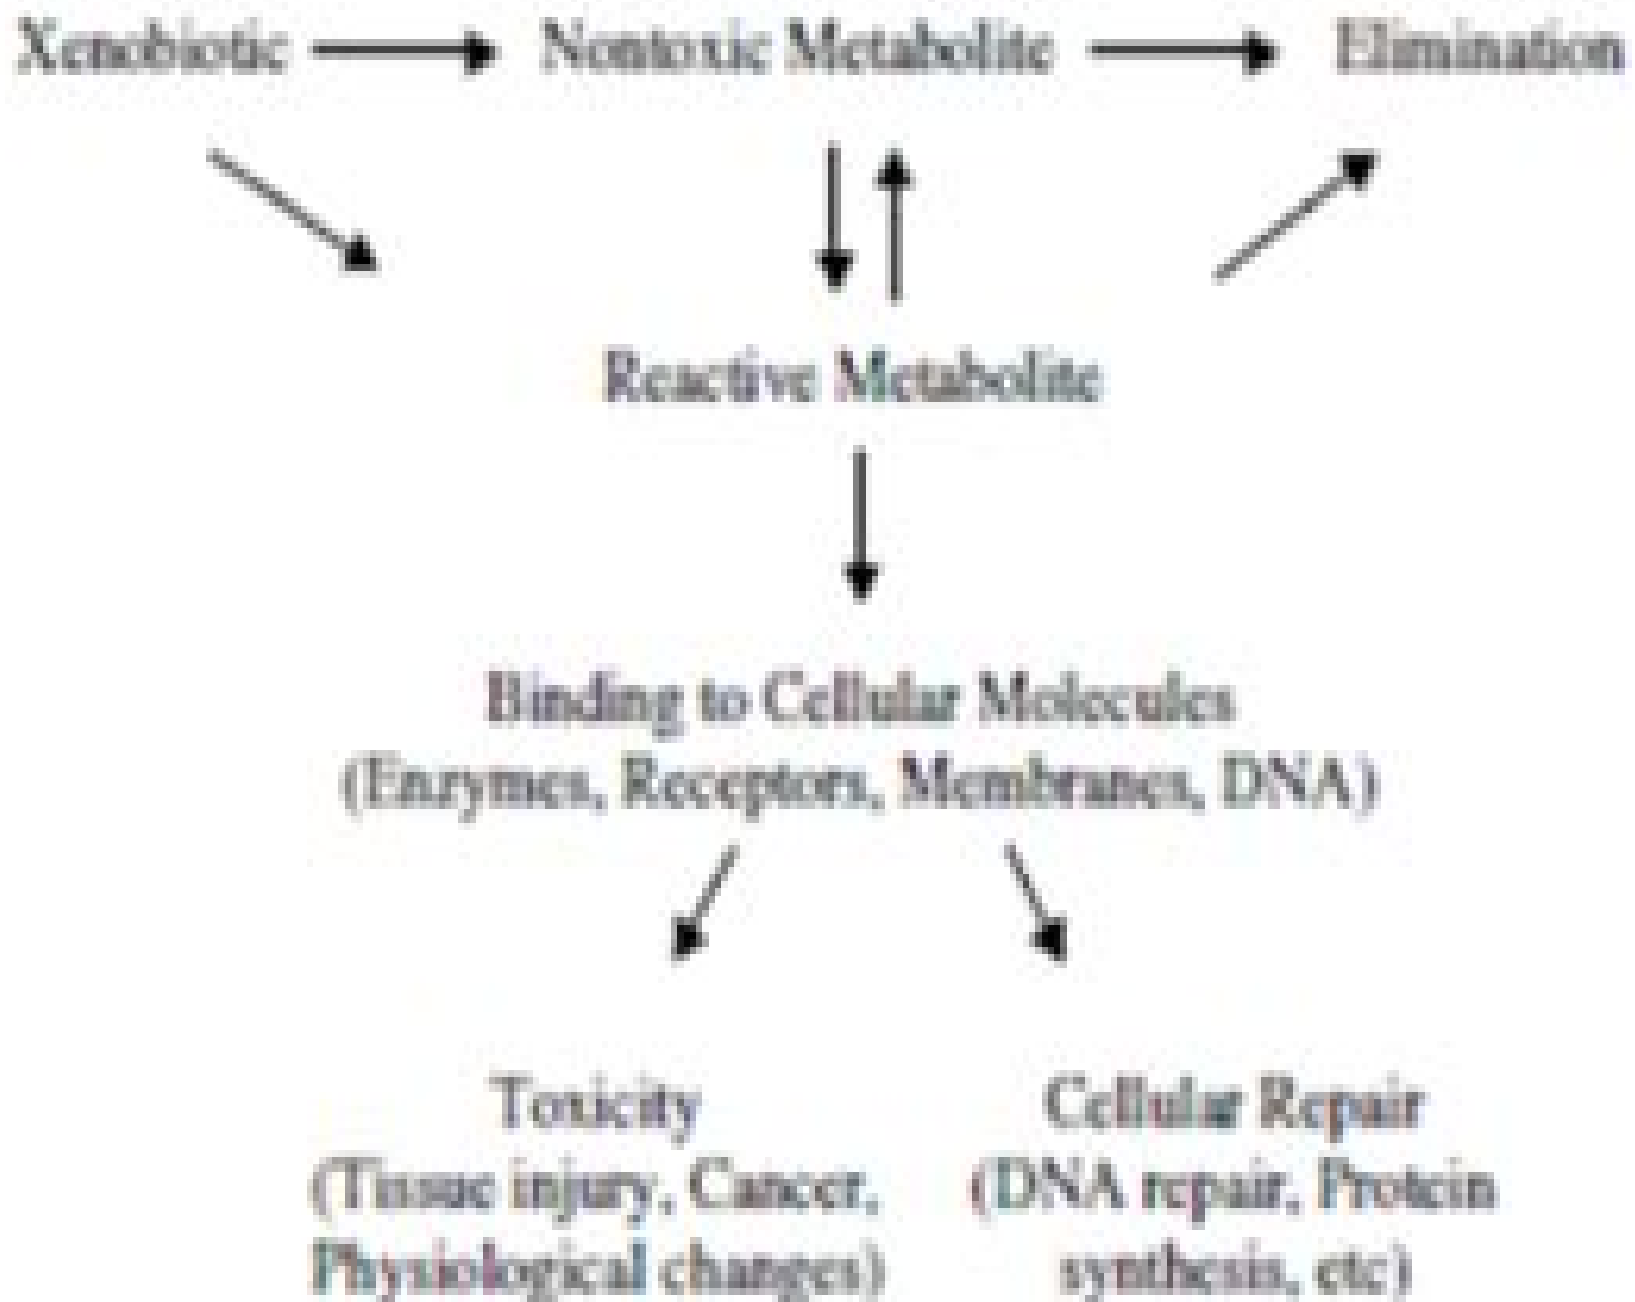 Xenobiotic Nontoxic Metabolite Elimination
Reactive Metabolite
Binding to Cellular Molecules
(Enzymes, Receptors, Membranes, DNA)
Toxicity Cellular Repair
(Tissue injury, Cancer, (DNA repair, Protein
Physiological changes) synthesis, etc)